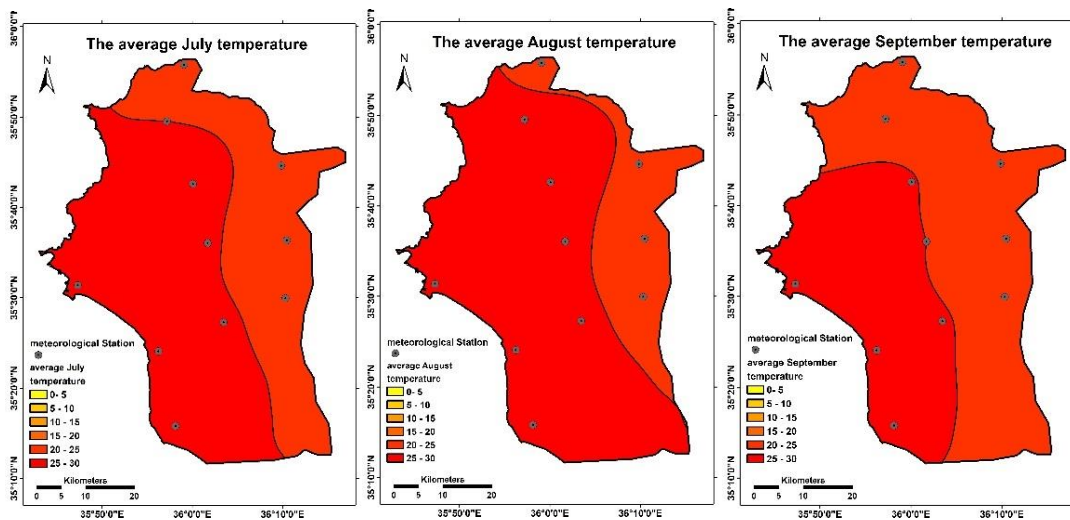 The average July temperature
N
36°0'0"N
35°50'0"N
35°40'0"N
35°30'0"N
35°20'0"N
35°10'0"N
meteorological Station
average July
temperature
0- 5
5 - 10
10 - 15
15 - 20
20 - 25
25 - 30
Kilometers
0 5 10 20
35°50'0"E
36°0'0"E
36°10'0"E
The average August temperature
N
36°0'0"N
35°50'0"N
35°40'0"N
35°30'0"N
35°20'0"N
35°10'0"N
meteorological Station
average August
temperature
0- 5
5 - 10
10 - 15
15 - 20
20 - 25
25 - 30
Kilometers
0 5 10 20
35°50'0"E
36°0'0"E
36°10'0"E
The average September temperature
N
36°0'0"N
35°50'0"N
35°40'0"N
35°30'0"N
35°20'0"N
35°10'0"N
meteorological Station
average September
temperature
0- 5
5 - 10
10 - 15
15 - 20
20 - 25
25 - 30
Kilometers
0 5 10 20
35°50'0"E
36°0'0"E
36°10'0"E